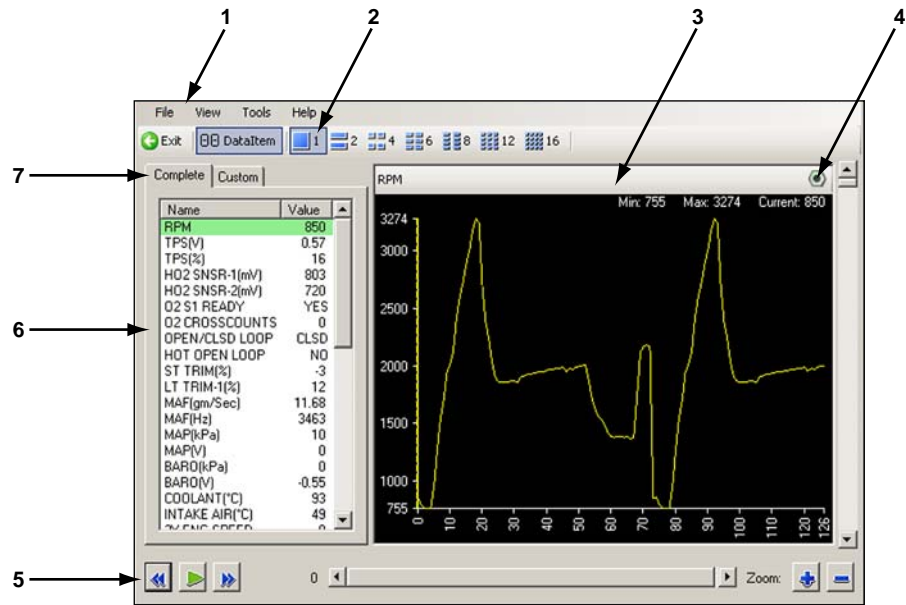 1 2 3 4
File View Tools Help
Exit DataItem 1 2 4 6 8 12 16
7
Complete Custom
RPM
Name Value
Min: 755 Max: 3274 Current: 850
RPM 850
TPS(V) 0.57
TPS(%) 16
HO2 SNSR-1(mV) 803
HO2 SNSR-2(mV) 720
O2 S1 READY YES
O2 CROSSCOUNTS 0
OPEN/CLSD LOOP CLSD
HOT OPEN LOOP NO
ST TRIM(%) -3
LT TRIM-1(%) 12
MAF(gm/Sec) 11.68
MAF(Hz) 3463
MAP(kPa) 10
MAP(V) 0
BARO(kPa) 0
BARO(V) -0.55
COOLANT(°C) 93
INTAKE AIR(°C) 49
6
3274
3000
2500
2000
1500
1000
755
0 10 20 30 40 50 60 70 80 90 100 110 120 126
5
0 Zoom: